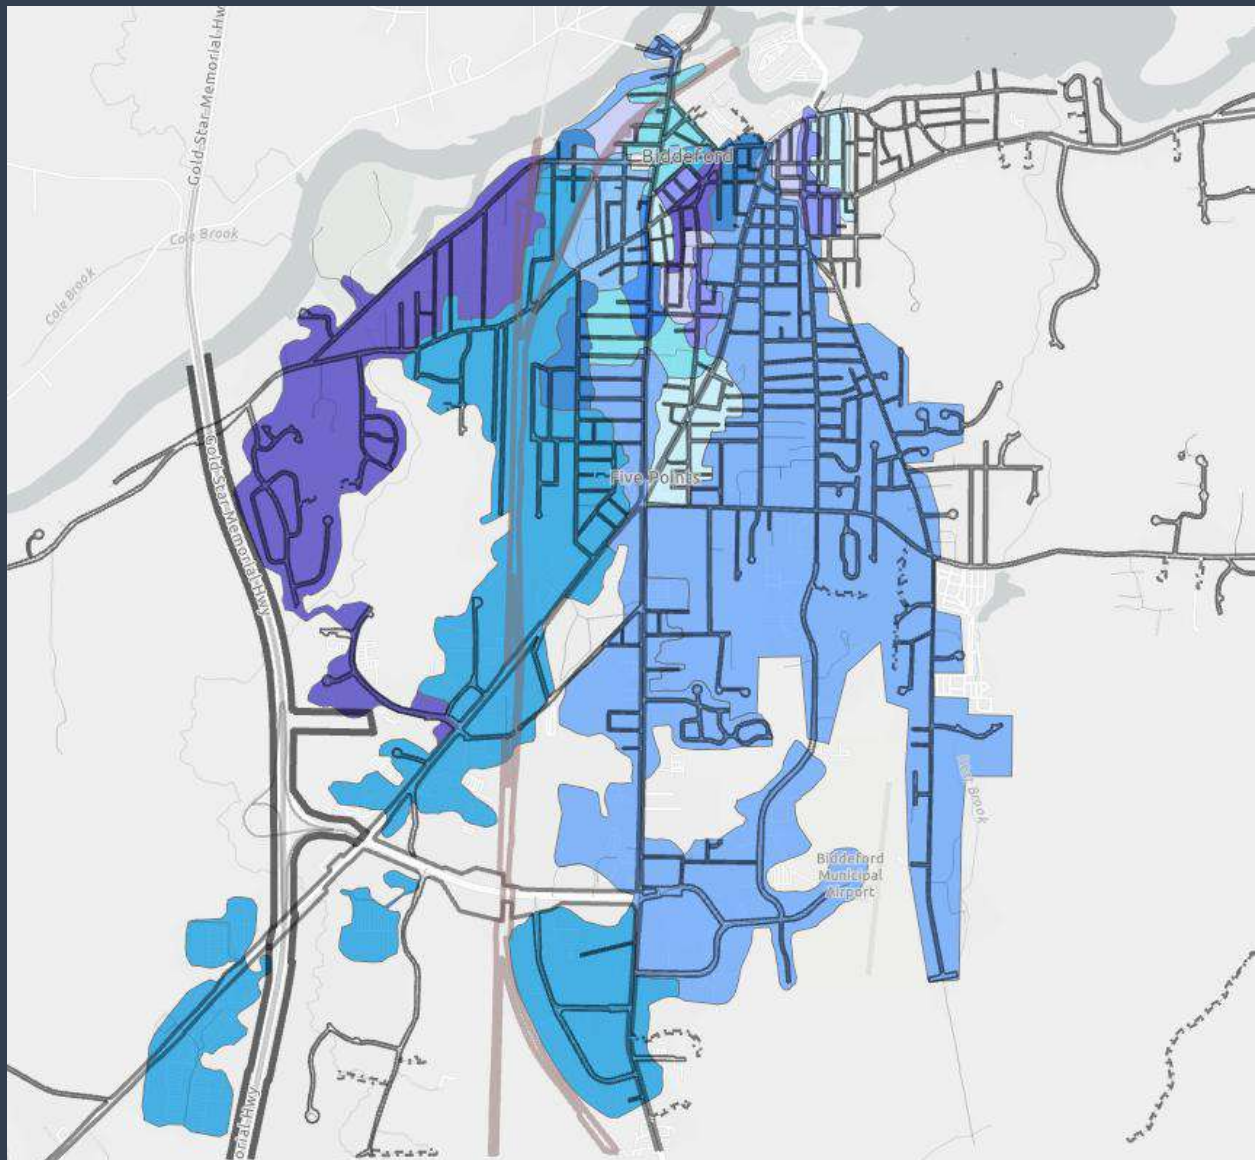 Gold Star Memorial Hwy
Biddeford
Cole Brook
Cole Brook
Gold Star Memorial Hwy
Five Points
Biddeford
Municipal
Airport
Brook
orial Hwy